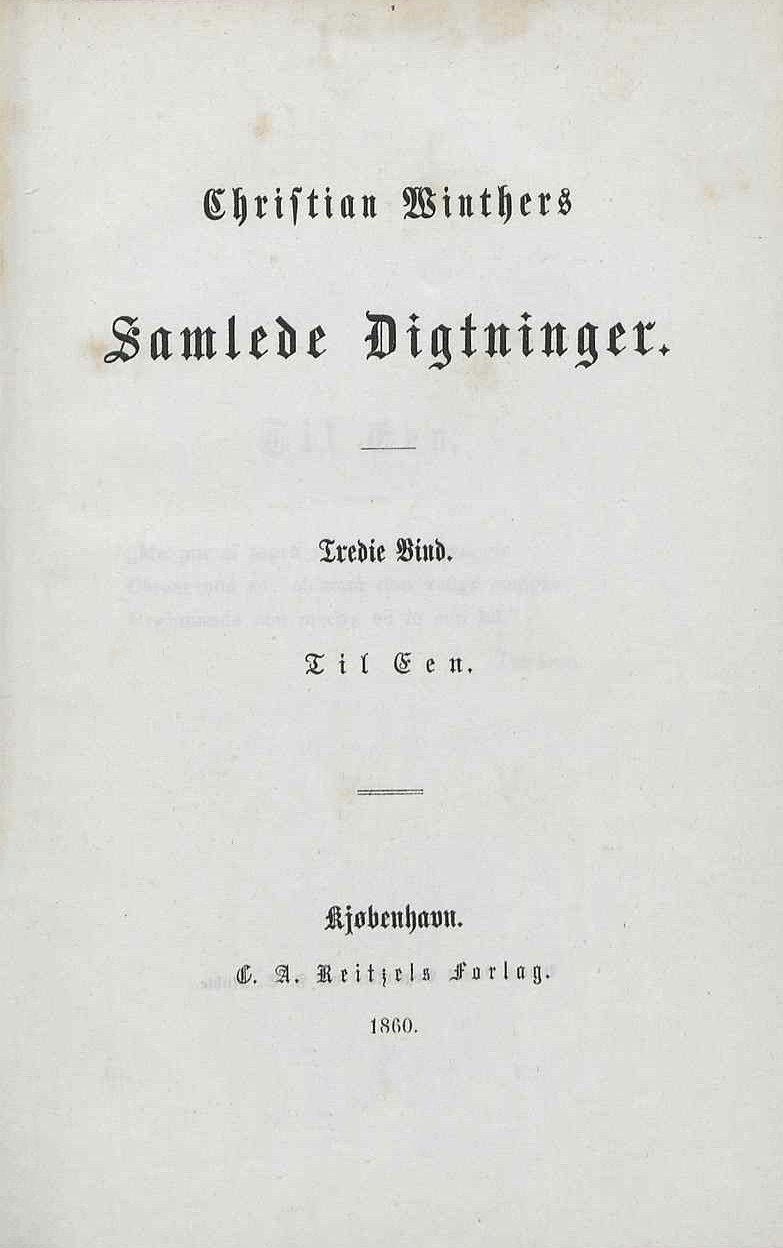 Chriſtian Winthers
Samlede Digtninger.
Tredie Bind.
Til Een.
Kjøbenhavn.
C. A. Reitzels Forlag.
1860.